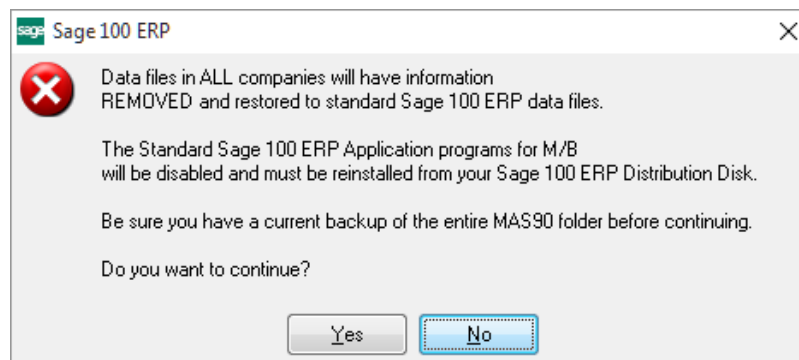 sage Sage 100 ERP
Data files in ALL companies will have information
REMOVED and restored to standard Sage 100 ERP data files.
The Standard Sage 100 ERP Application programs for M/B
will be disabled and must be reinstalled from your Sage 100 ERP Distribution Disk.
Be sure you have a current backup of the entire MAS90 folder before continuing.
Do you want to continue?
Yes No